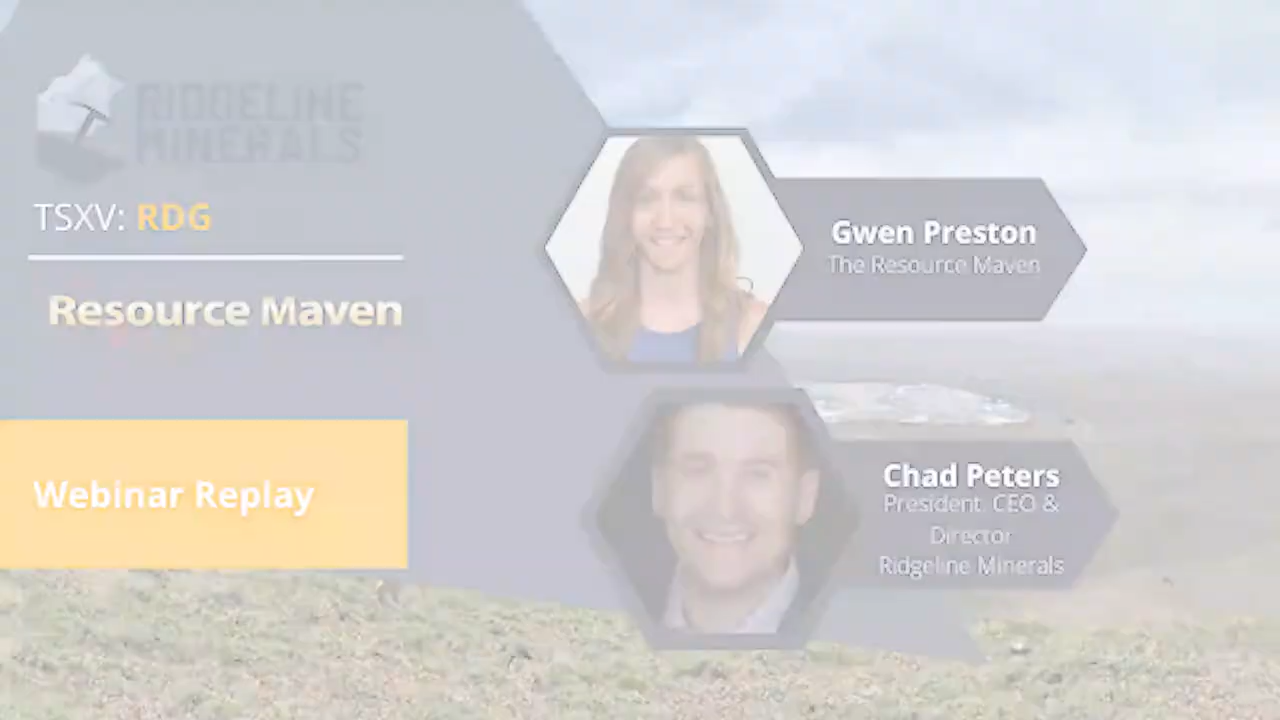 RIDGELINE
MINERALS
TSXV: RDG
Resource Maven
Webinar Replay
Gwen Preston
The Resource Maven
Chad Peters
President, CEO &
Director
Ridgeline Minerals